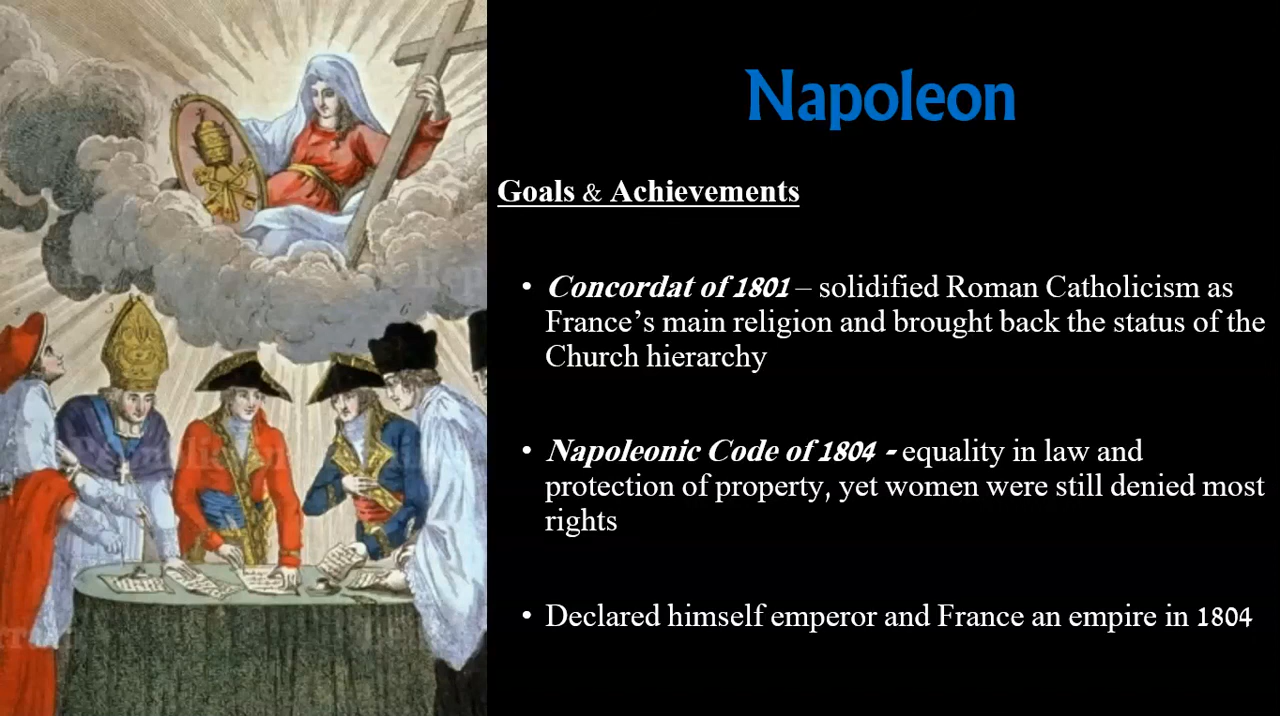 Napoleon
Goals & Achievements
• Concordat of 1801 – solidified Roman Catholicism as
France’s main religion and brought back the status of the
Church hierarchy
• Napoleonic Code of 1804 - equality in law and
protection of property, yet women were still denied most
rights
• Declared himself emperor and France an empire in 1804